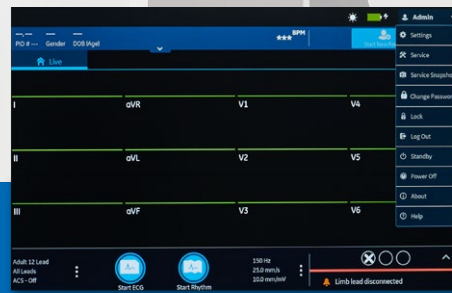 Admin
--,-- --
PID # --- Gender DOB (Age)
*** BPM
Start New Patient
Live
Settings
Service
Service Snapshot
Change Password
Lock
Log Out
Standby
Power Off
About
Help
I aVR V1 V4
II aVL V2 V5
III aVF V3 V6
Adult 12 Lead
All Leads
ACS - Off
Start ECG
Start Rhythm
150 Hz
25.0 mm/s
10.0 mm/mV
Limb lead disconnected